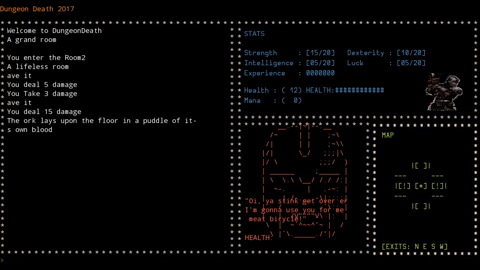 Dungeon Death 2017
Welcome to DungeonDeath
A grand room
You enter the Room2
A lifeless room
ave it
You deal 5 damage
You Take 3 damage
ave it
You deal 15 damage
The ork lays upon the floor in a puddle of it-
s own blood
STATS
Strength : [15/20] Dexterity : [10/20]
Intelligence : [05/20] Luck : [05/20]
Experience : 0000000
Health : ( 12) HEALTH:############
Mana : ( 0)
"Oi, ya stink get over er
I'm gonna use you for me
meat bicycle!"
HEALTH:
MAP
|[ ]|
--- ---
|[!] [+] [!]|
--- ---
|[ ]|
[EXITS: N E S W]